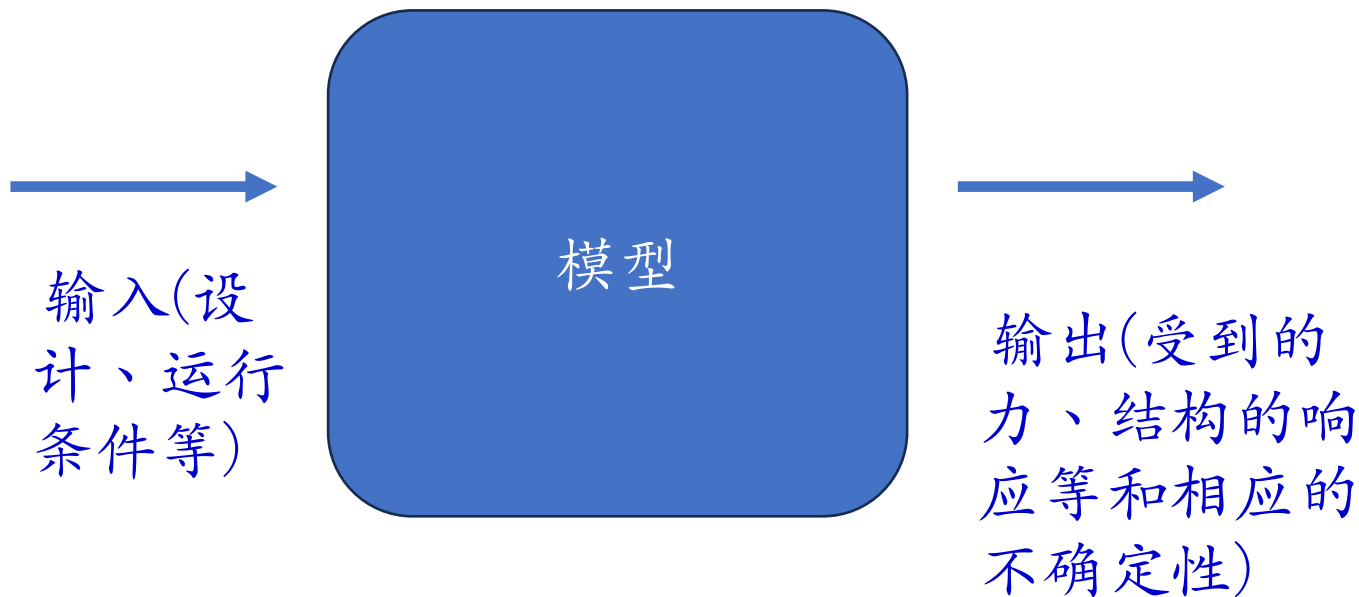 模型
输入(设
计、运行
条件等)
输出(受到的
力、结构的响
应等和相应的
不确定性)